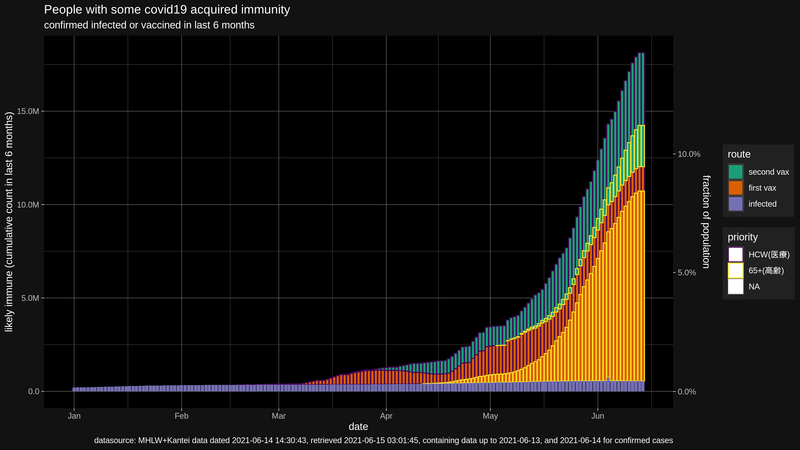 People with some covid19 acquired immunity
confirmed infected or vaccined in last 6 months
likely immune (cumulative count in last 6 months)
15.0M
10.0M
5.0M
0.0
10.0%
5.0%
0.0%
fraction of population
Jan Feb Mar Apr May Jun
date
route
second vax
first vax
infected
priority
HCW(医療)
65+(高齢)
NA
datasource: MHLW+Kantei data dated 2021-06-14 14:30:43, retrieved 2021-06-15 03:01:45, containing data up to 2021-06-13, and 2021-06-14 for confirmed cases